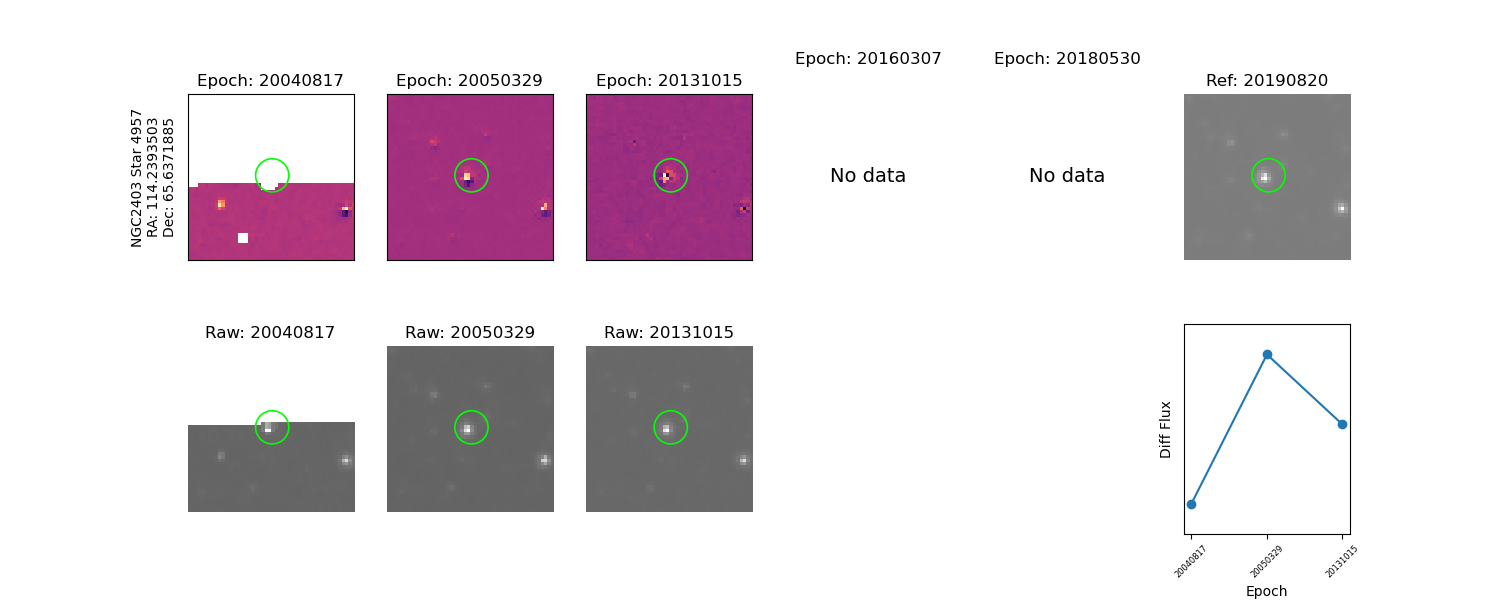 NGC2403 Star 4957
RA: 114.2393503
Dec: 65.6371885
Epoch: 20040817
Epoch: 20050329
Epoch: 20131015
Epoch: 20160307
Epoch: 20180530
Ref: 20190820
No data
No data
Raw: 20040817
Raw: 20050329
Raw: 20131015
Diff Flux
20040817
20050329
20131015
Epoch